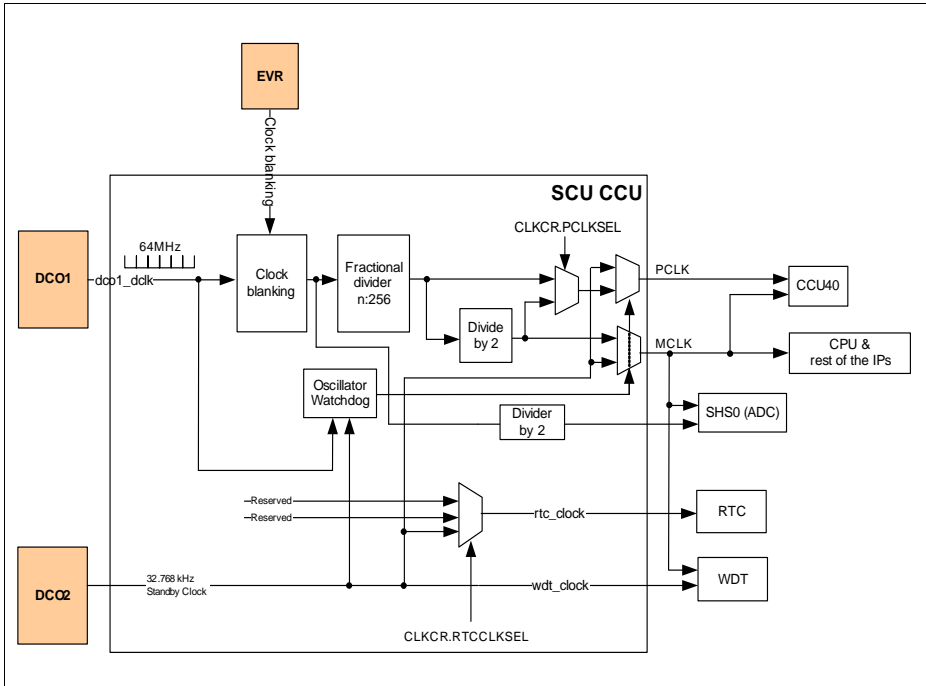 EVR
Clock blanking
SCU CCU
CLKCR.PCLKSEL
64MHz
DCO1
dco1_dclk
Clock
blanking
Fractional
divider
n:256
PCLK
CCU40
Divide
by 2
MCLK
CPU &
rest of the IPs
Oscillator
Watchdog
Divider
by 2
SHS0 (ADC)
Reserved
Reserved
rtc_clock
RTC
DCO2
32.768 kHz
Standby Clock
wdt_clock
WDT
CLKCR.RTCCLKSEL